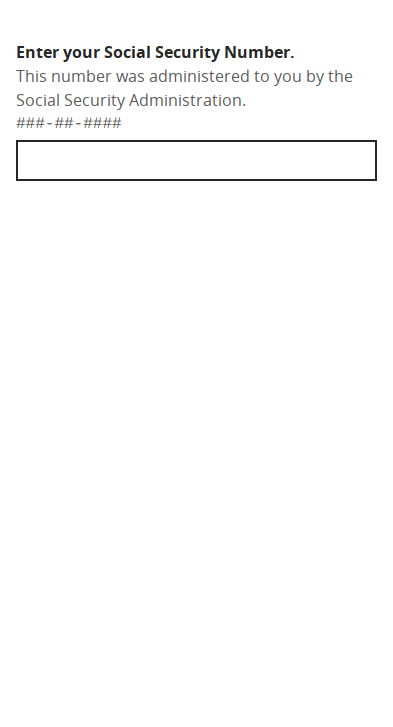 Enter your Social Security Number.
This number was administered to you by the
Social Security Administration.
###-##-####